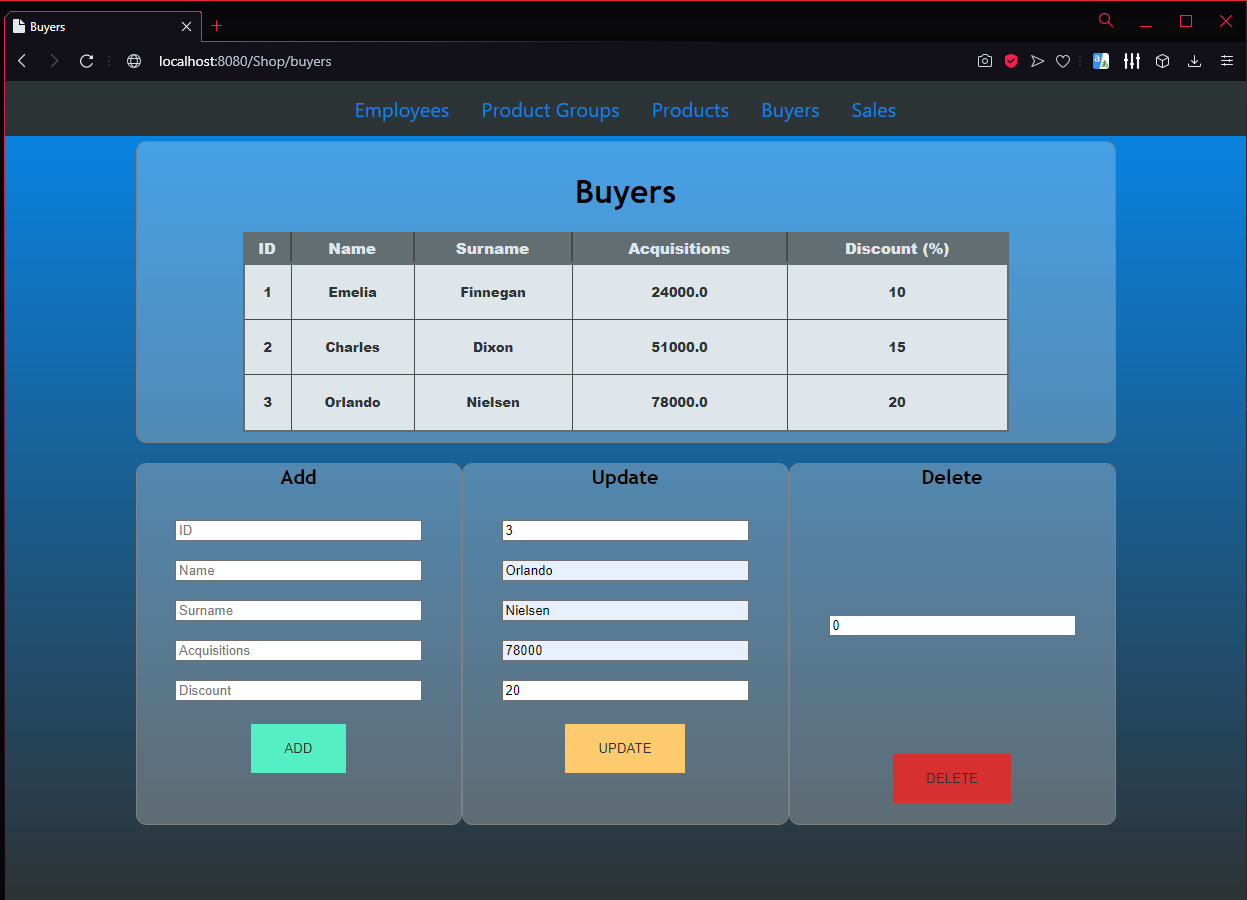 Buyers
localhost:8080/Shop/buyers
Employees Product Groups Products Buyers Sales
Buyers
ID Name Surname Acquisitions Discount (%)
1 Emelia Finnegan 24000.0 10
2 Charles Dixon 51000.0 15
3 Orlando Nielsen 78000.0 20
Add
ID
Name
Surname
Acquisitions
Discount
ADD
Update
3
Orlando
Nielsen
78000
20
UPDATE
Delete
0
DELETE